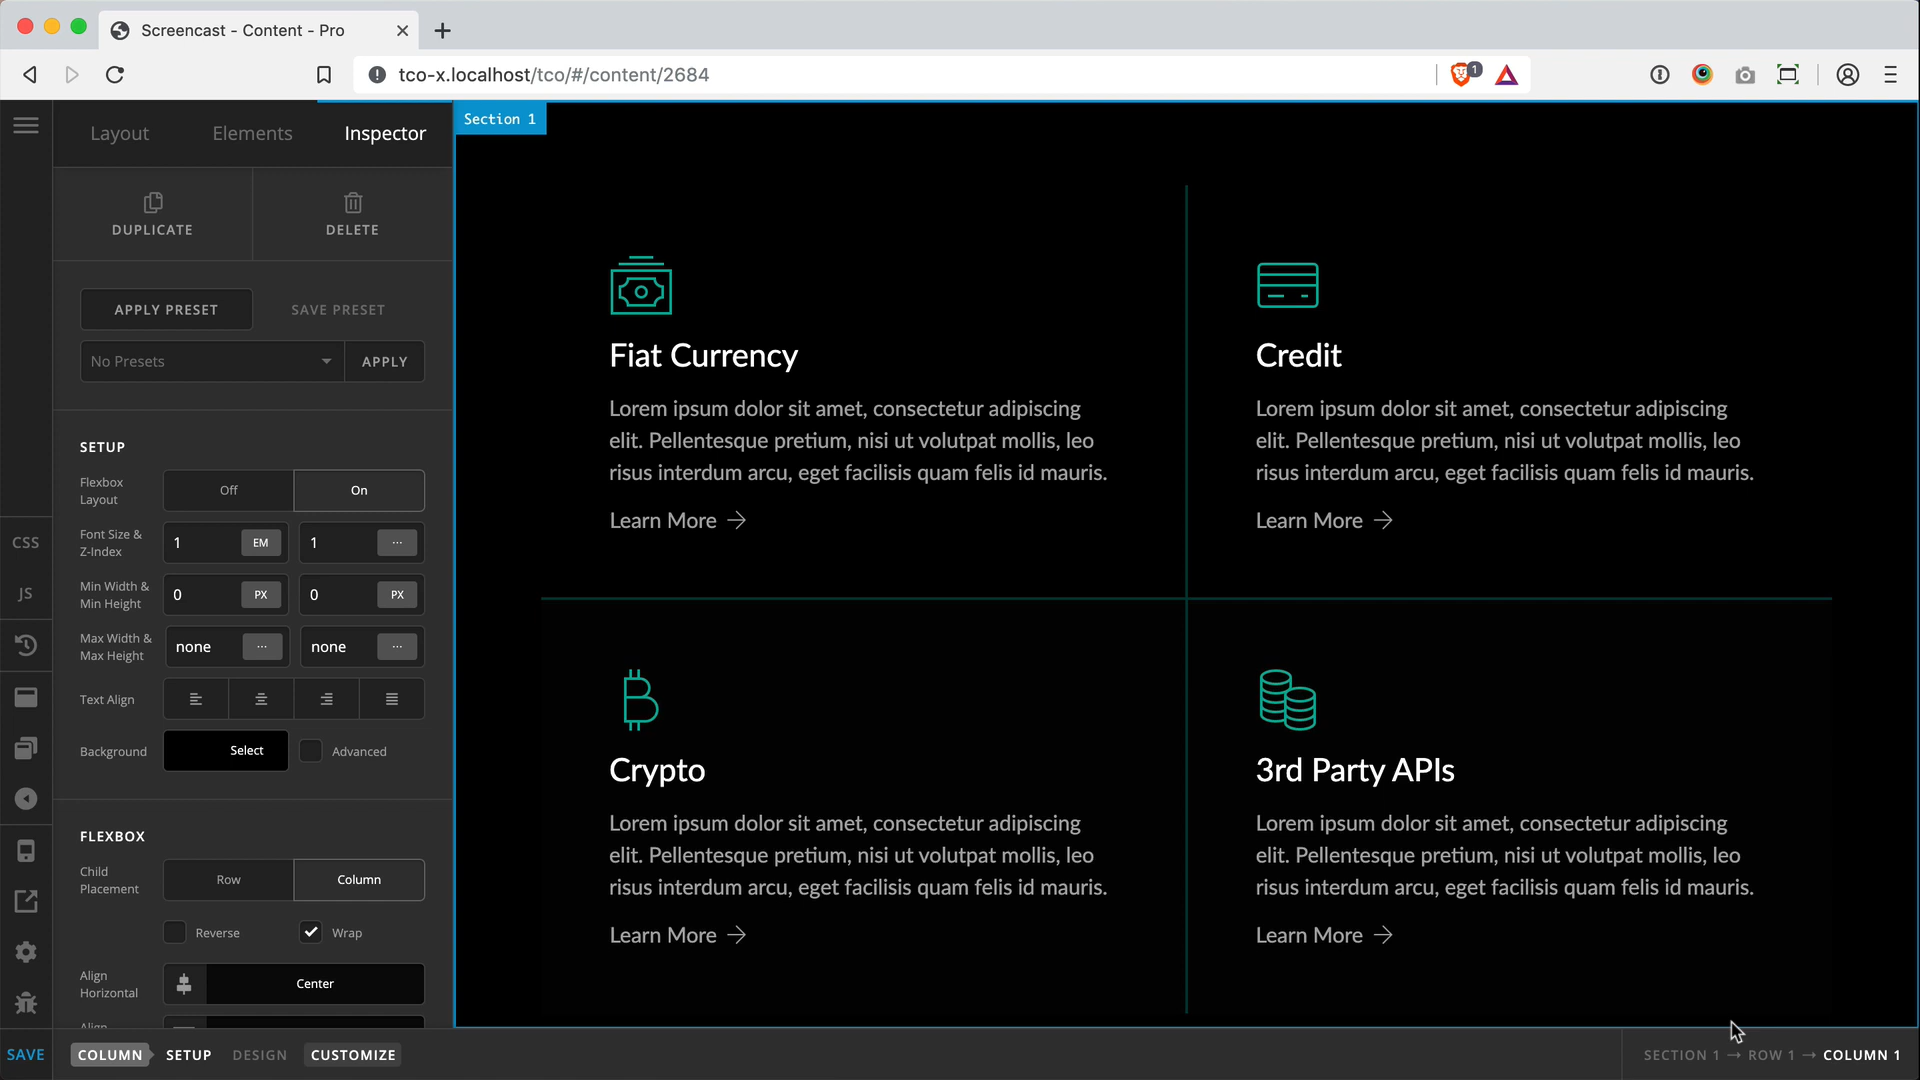 Screencast - Content - Pro
tco-x.localhost/tco/#/content/2684
1
Layout
Elements
Inspector
Section 1
DUPLICATE
DELETE
APPLY PRESET
SAVE PRESET
No Presets
APPLY
SETUP
Flexbox
Layout
Off
On
Font Size &
Z-Index
1
EM
1
...
Min Width &
Min Height
0
PX
0
PX
Max Width &
Max Height
none
...
none
...
Text Align
Background
Select
Advanced
FLEXBOX
Child
Placement
Row
Column
Reverse
Wrap
Align
Horizontal
Center
Align
CSS
JS
Fiat Currency
Lorem ipsum dolor sit amet, consectetur adipiscing
elit. Pellentesque pretium, nisi ut volutpat mollis, leo
risus interdum arcu, eget facilisis quam felis id mauris.
Learn More →
Credit
Lorem ipsum dolor sit amet, consectetur adipiscing
elit. Pellentesque pretium, nisi ut volutpat mollis, leo
risus interdum arcu, eget facilisis quam felis id mauris.
Learn More →
Crypto
Lorem ipsum dolor sit amet, consectetur adipiscing
elit. Pellentesque pretium, nisi ut volutpat mollis, leo
risus interdum arcu, eget facilisis quam felis id mauris.
Learn More →
3rd Party APIs
Lorem ipsum dolor sit amet, consectetur adipiscing
elit. Pellentesque pretium, nisi ut volutpat mollis, leo
risus interdum arcu, eget facilisis quam felis id mauris.
Learn More →
SAVE
COLUMN
SETUP
DESIGN
CUSTOMIZE
SECTION 1 → ROW 1 → COLUMN 1